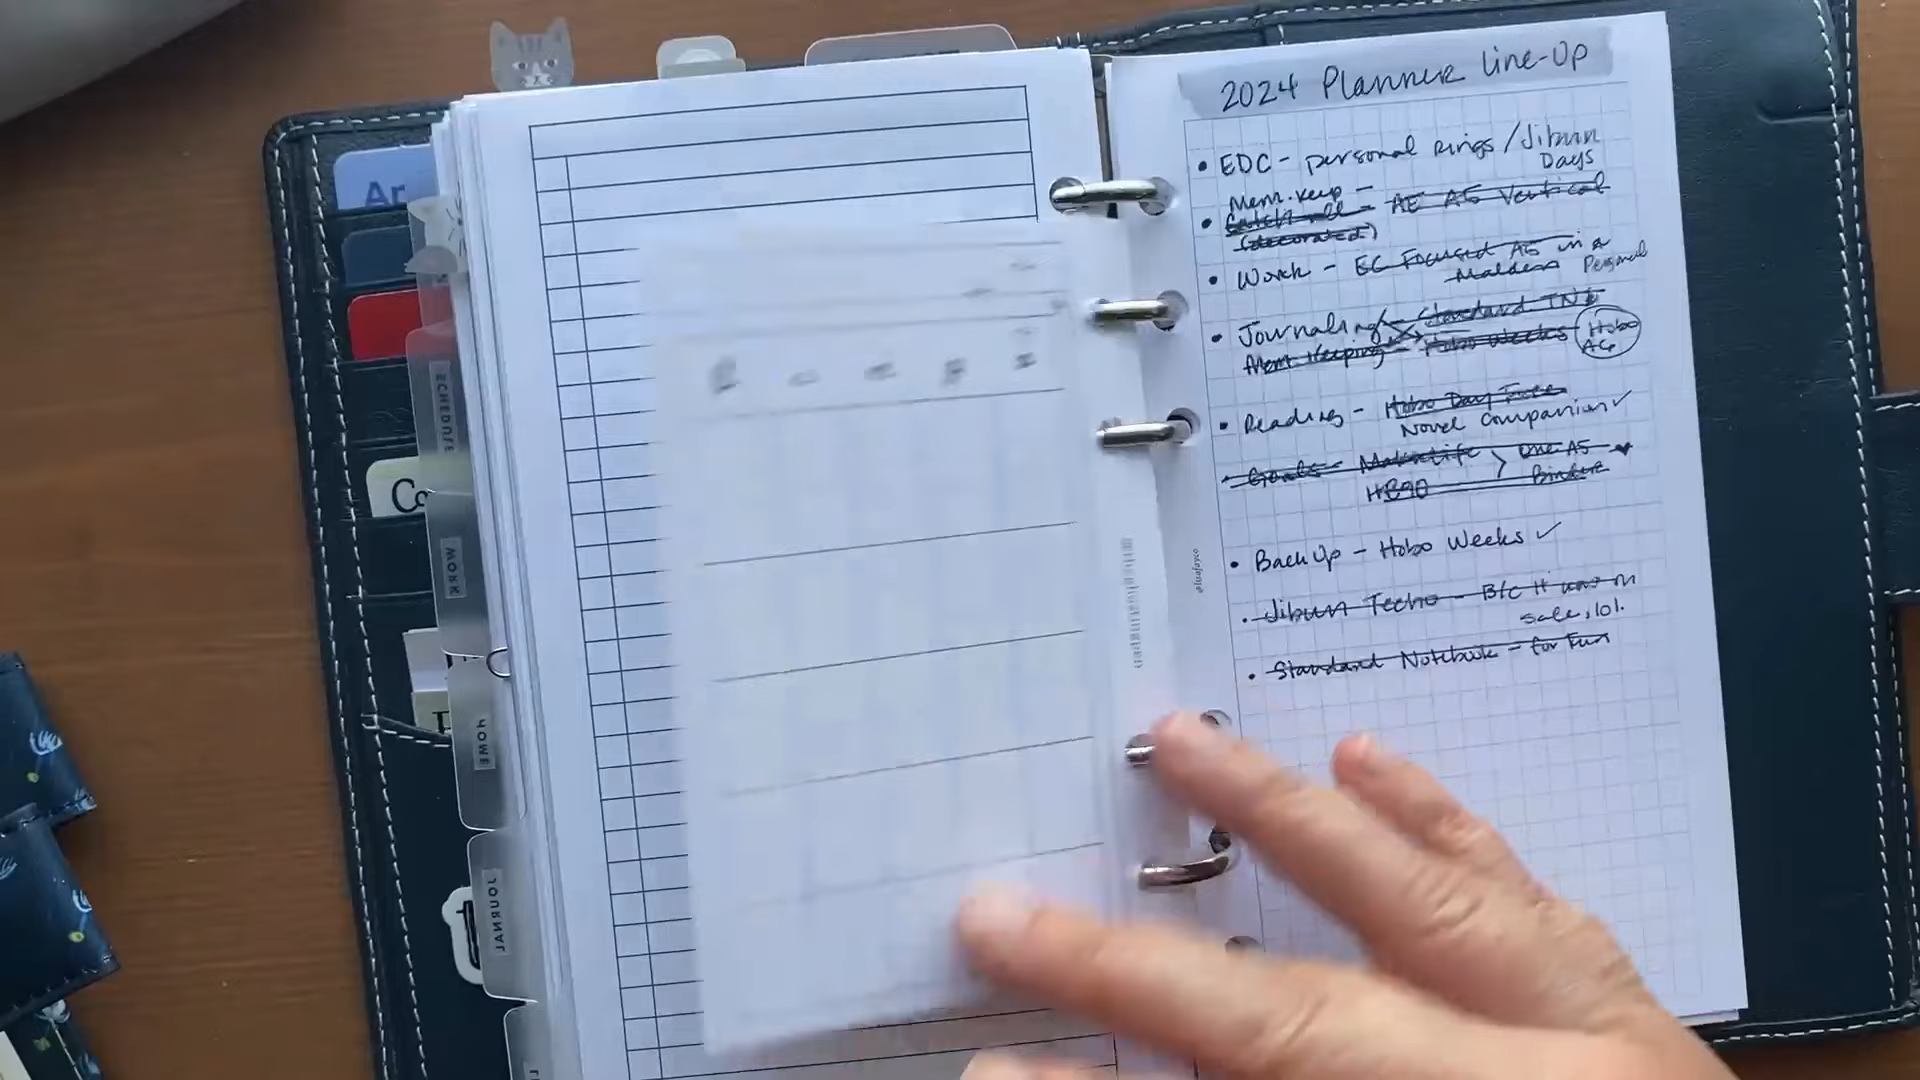 2024 Planner Line-Up
• EDC - personal rings / Jibun
Days
Mem. keep -
AE A5 Vertical
(decorated)
• Work - EC Focused A5 in a
Malden Personal
• Journaling - Standard TN
Mem. Keeping - Hobo Weeks
Hobo
A6
• Reading - Hobo Day Free
Novel Companion ✓
• Goals - Makselife > one A5
HB90 Binder
• Back Up - Hobo Weeks ✓
• Jibun Techo - B/c it was on
sale, lol.
• Standard Notebook - for Fun
Ar
Co
SCHEDULE
WORK
HOME
JOURNAL